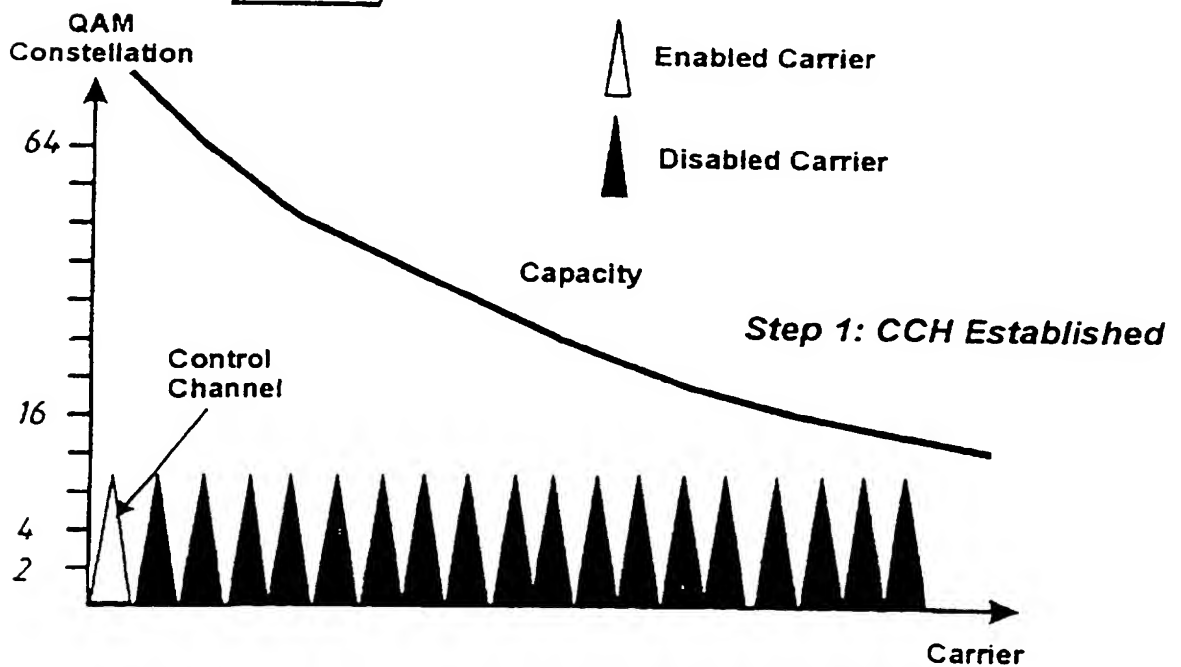 QAM
Constellation
Enabled Carrier
64
Disabled Carrier
Capacity
Step 1: CCH Established
Control
Channel
16
4
2
Carrier